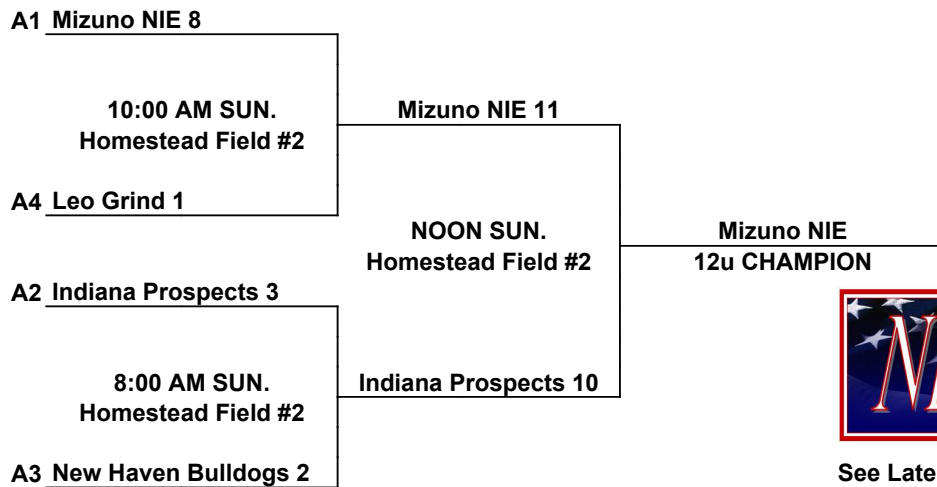 A1 Mizuno NIE 8
10:00 AM SUN.
Homestead Field #2
Mizuno NIE 11
A4 Leo Grind 1
NOON SUN.
Homestead Field #2
Mizuno NIE
12u CHAMPION
A2 Indiana Prospects 3
8:00 AM SUN.
Homestead Field #2
Indiana Prospects 10
A3 New Haven Bulldogs 2
See Late